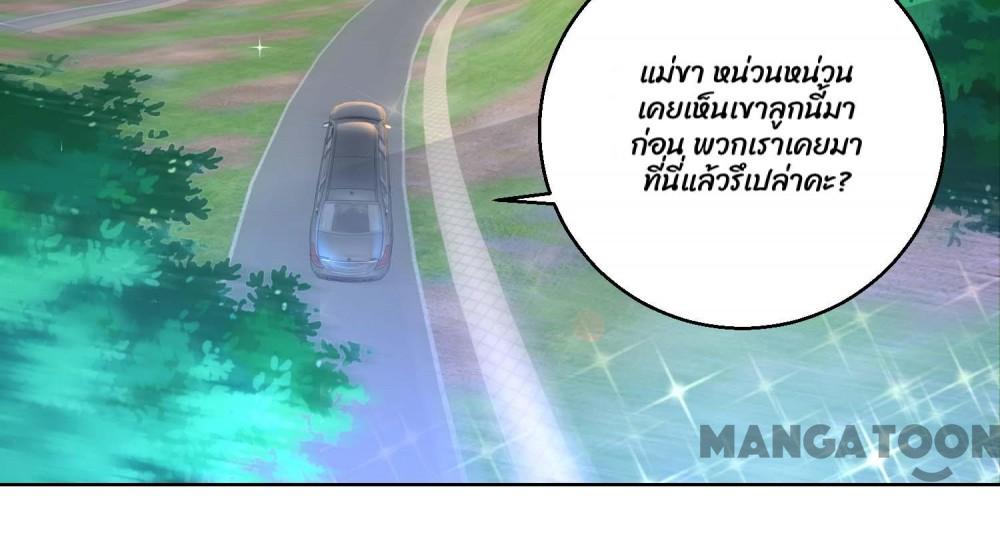 แม่ขา หน่วนหน่วน
เคยเห็นเขาลูกนี้มา
ก่อน พวกเราเคยมา
ที่นี่แล้วรึเปล่าคะ?
MANGATOON